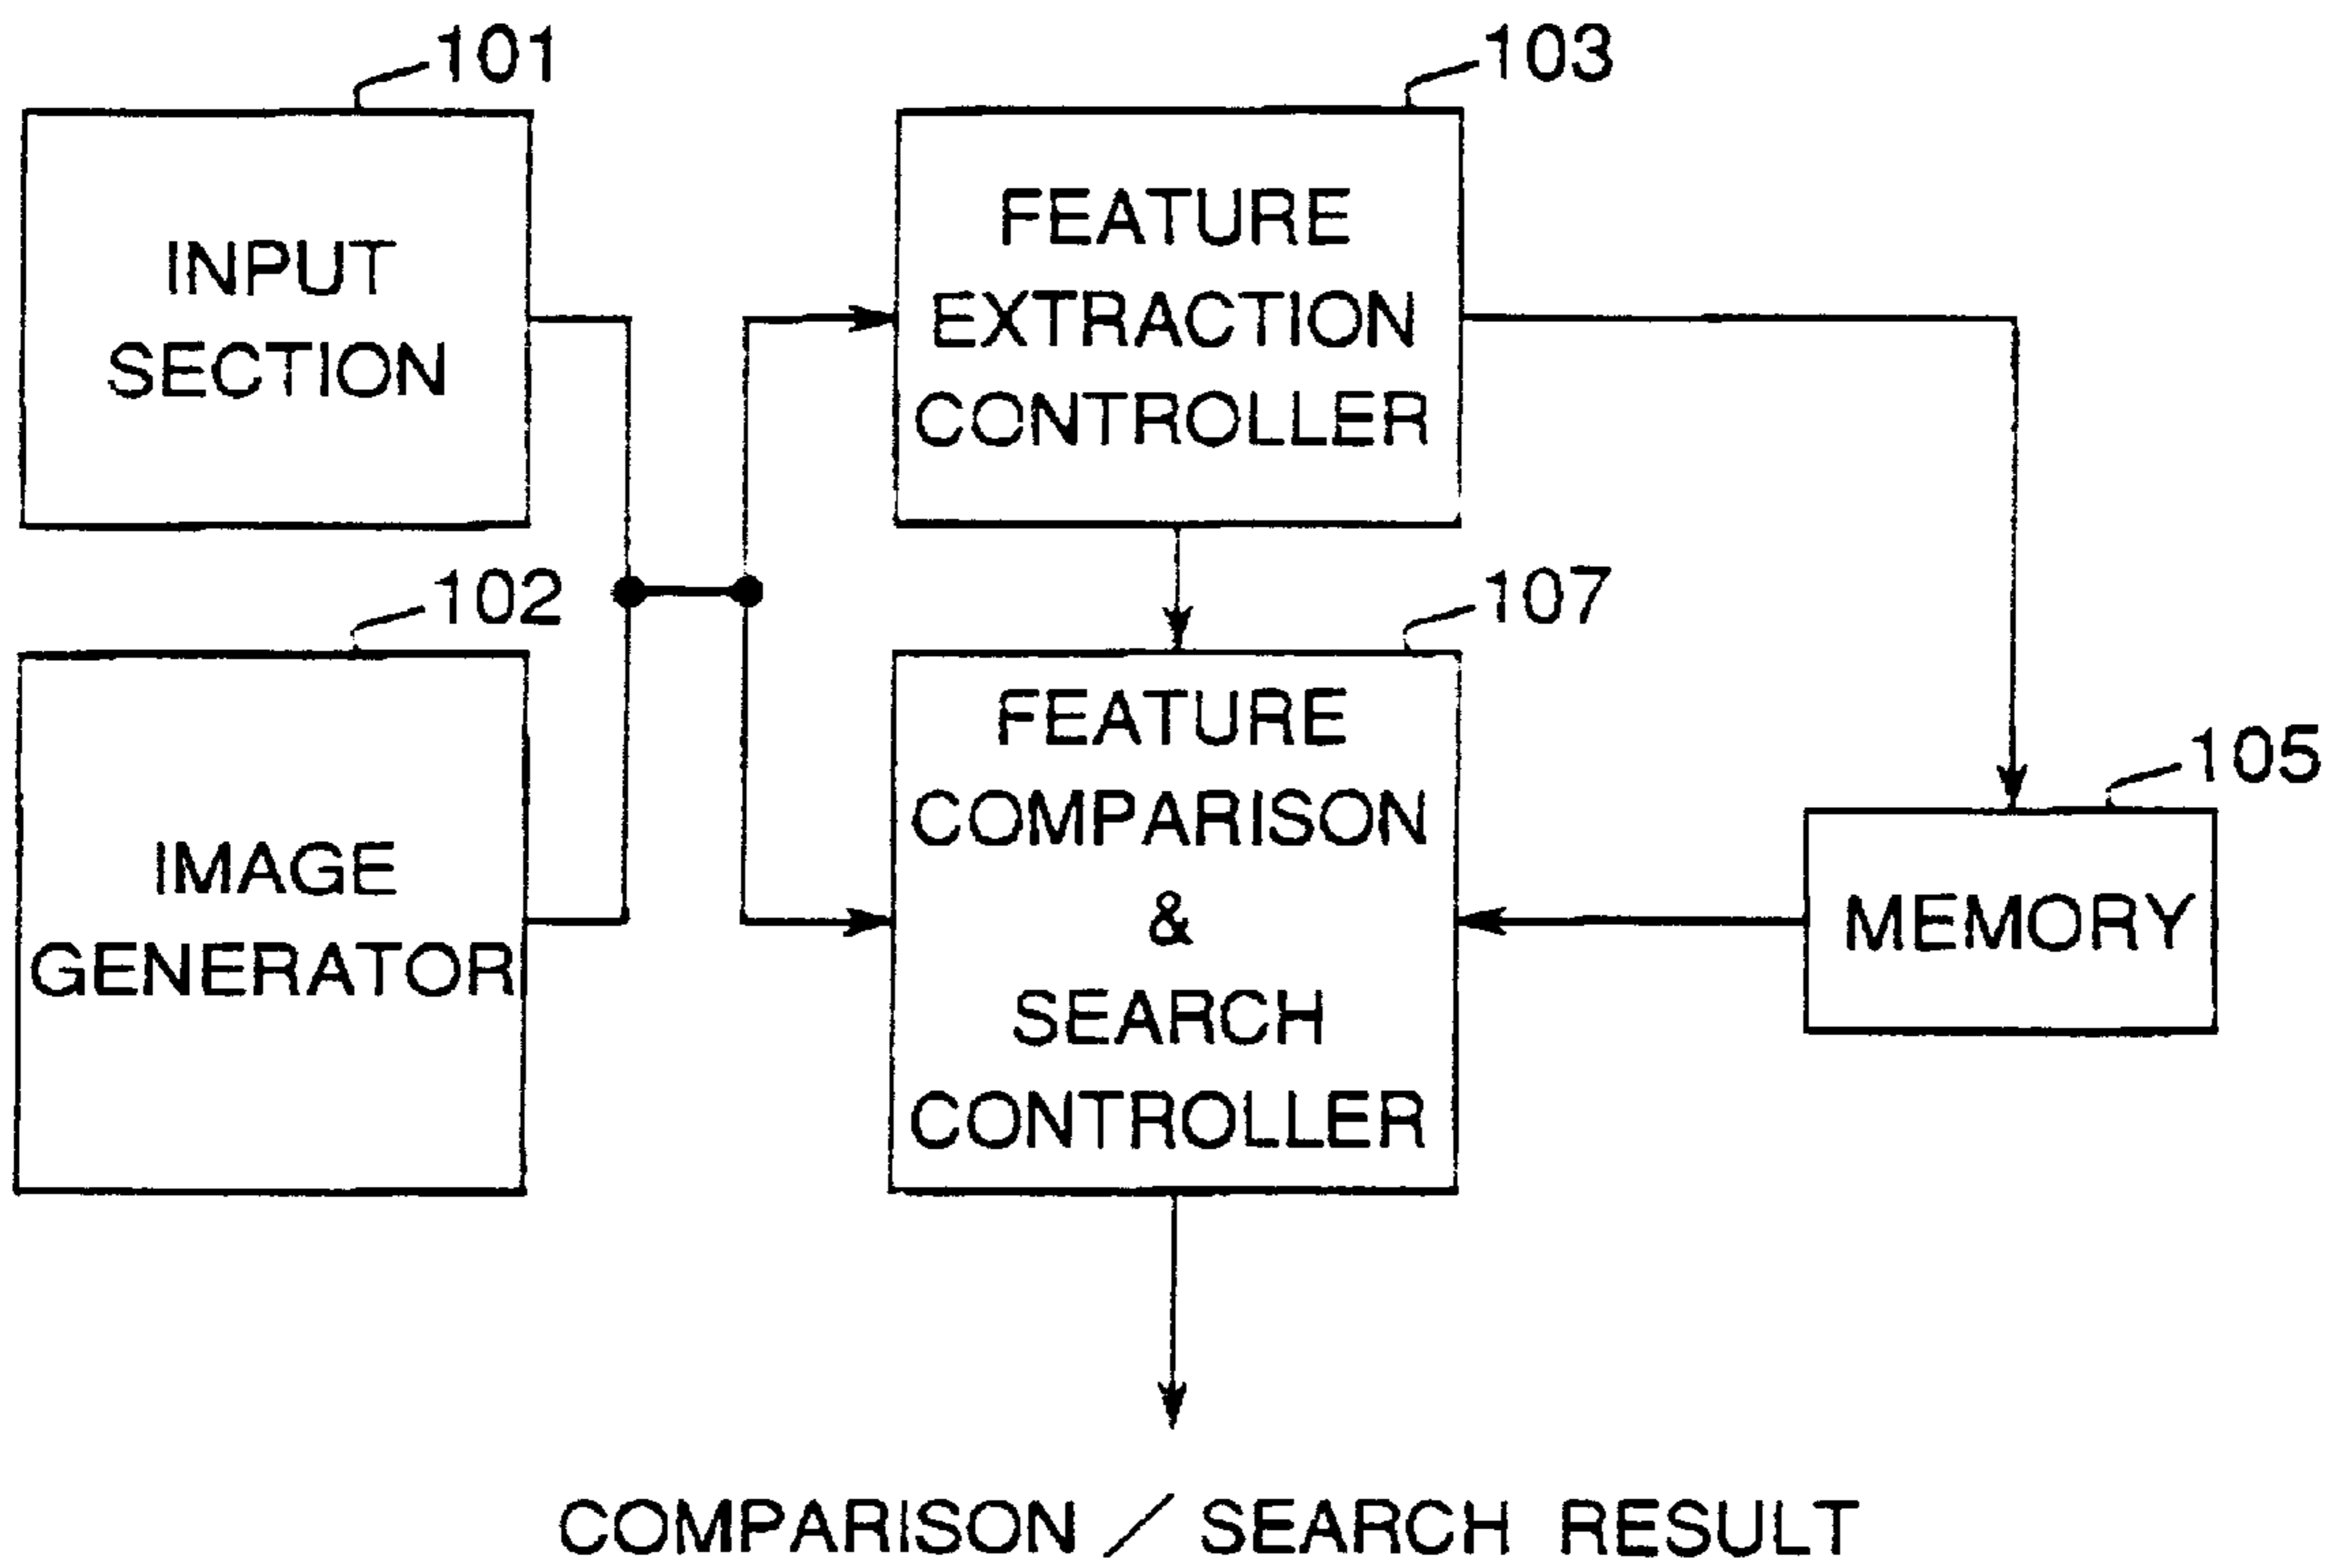 101
INPUT
SECTION
103
FEATURE
EXTRACTION
CONTROLLER
102
IMAGE
GENERATOR
107
FEATURE
COMPARISON
&
SEARCH
CONTROLLER
105
MEMORY
COMPARISON / SEARCH RESULT